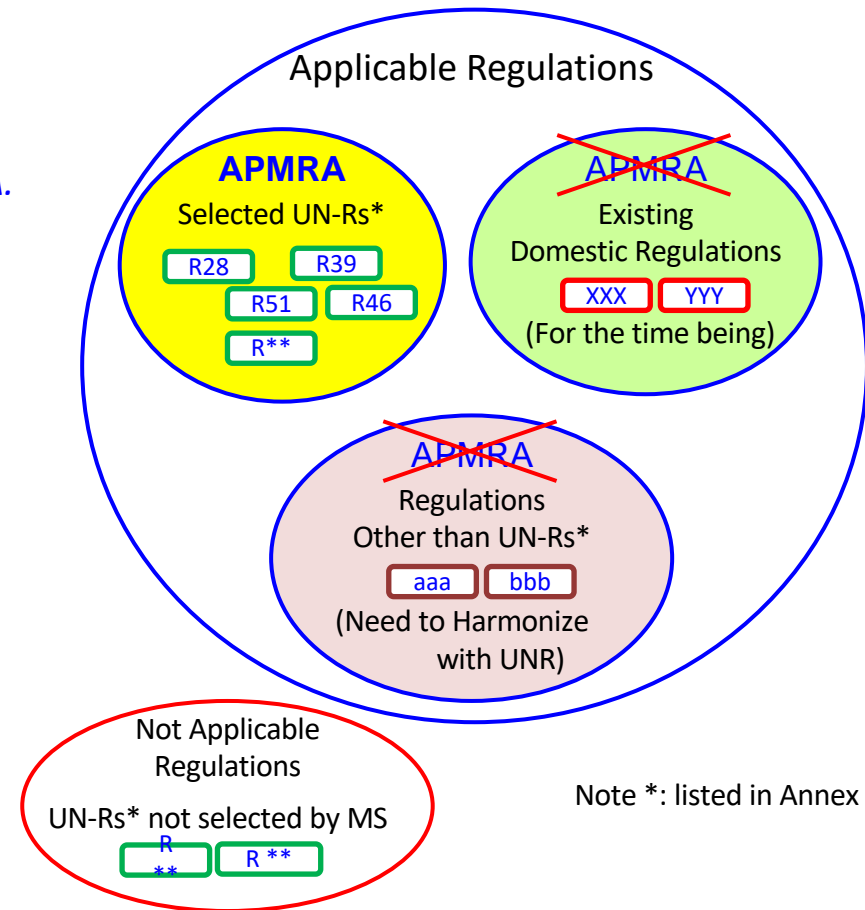 Applicable Regulations
A.
APMRA
Selected UN-Rs*
R28
R39
R51
R46
R**
APMRA
Existing
Domestic Regulations
XXX
YYY
(For the time being)
APMRA
Regulations
Other than UN-Rs*
aaa
bbb
(Need to Harmonize
with UNR)
Not Applicable
Regulations
UN-Rs* not selected by MS
R
**
R **
Note *: listed in Annex